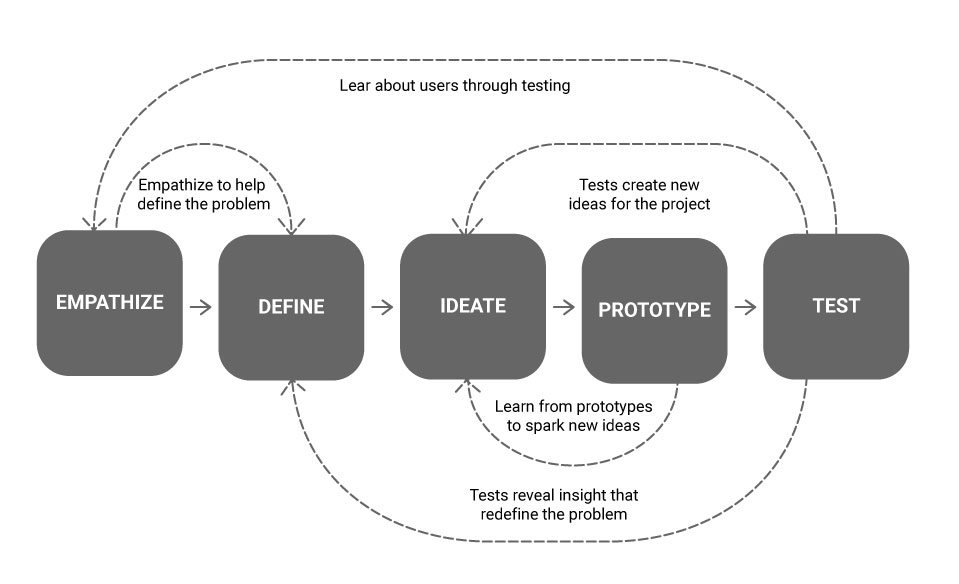 Lear about users through testing
Empathize to help
define the problem
Tests create new
ideas for the project
EMPATHIZE
DEFINE
IDEATE
PROTOTYPE
TEST
Learn from prototypes
to spark new ideas
Tests reveal insight that
redefine the problem